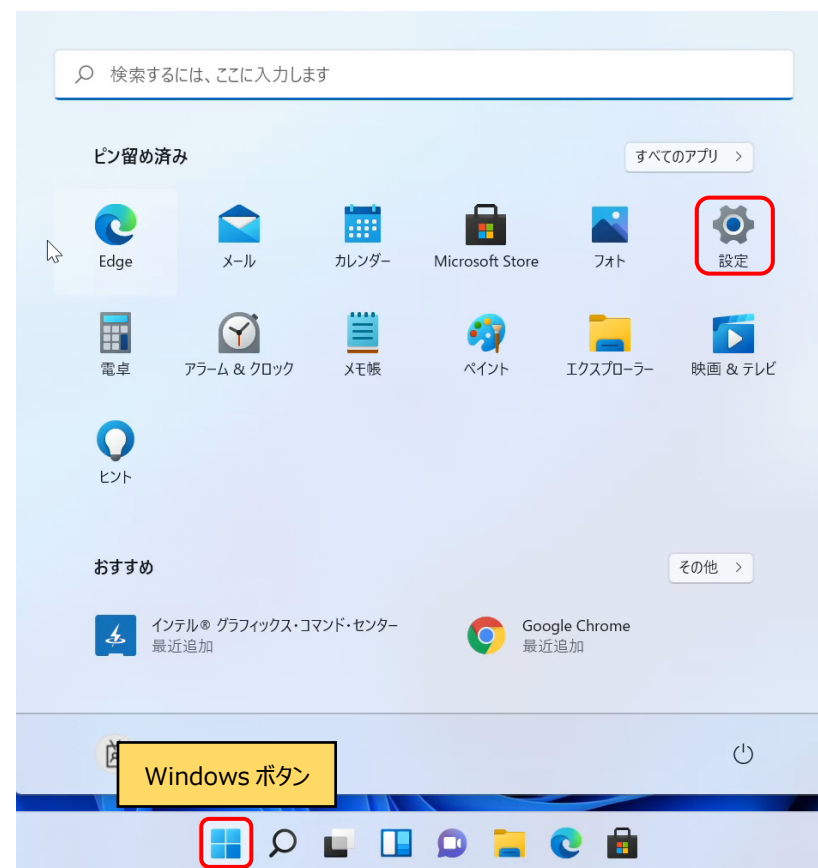 検索するには、ここに入力します
ピン留め済み
すべてのアプリ >
Edge
メール
カレンダー
Microsoft Store
フォト
設定
電卓
アラーム & クロック
メモ帳
ペイント
エクスプローラー
映画 & テレビ
ヒント
おすすめ
その他 >
インテル® グラフィックス・コマンド・センター
最近追加
Google Chrome
最近追加
Windows ボタン